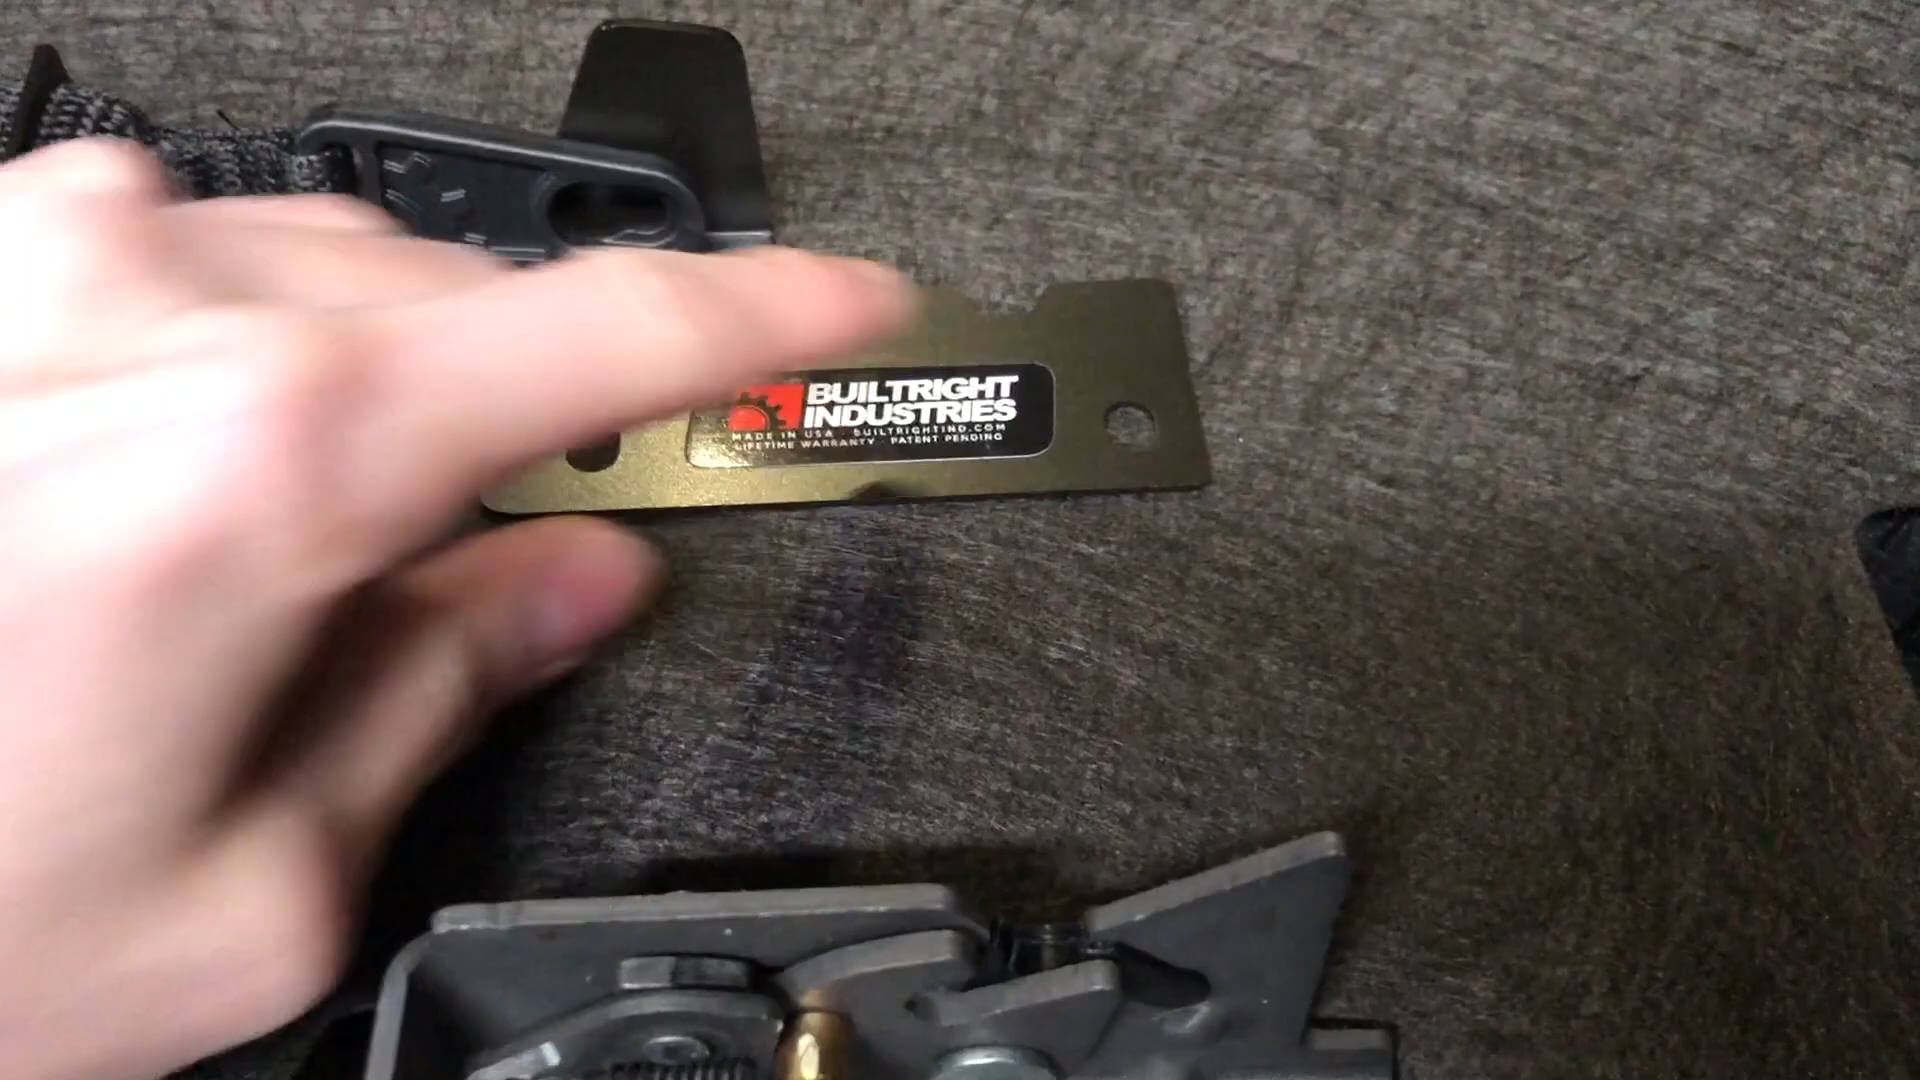 BUILTRIGHT
INDUSTRIES
MADE IN USA - BUILTRIGHTIND.COM
LIFETIME WARRANTY - PATENT PENDING